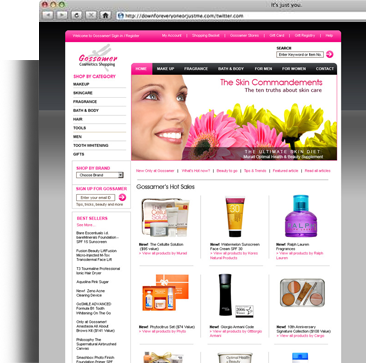 It's just you.
http://downforeveryoneorjustme.com/twitter.com
Welcome to Gossamer! Sign in / Register
My Account
Shopping Basket
Gossamer Stores
Gift Card
Gift Registry
Help
Gossamer
Cosmetics Shopping
SEARCH
Enter Keyword or Item No.
HOME
MAKE UP
FRAGRANCE
BATH & BODY
FOR MEN
FOR WOMEN
CONTACT
SHOP BY CATEGORY
MAKEUP
SKINCARE
FRAGRANCE
BATH & BODY
HAIR
TOOLS
MEN
TOOTH WHITENING
GIFTS
The Skin Commandements
The ten truths about skin care
THE ULTIMATE SKIN DIET
Murad Optimal Health & Beauty Supplement
New Only at Gossamer!
What's Hot now?
Beauty to go
Tips & Trends
Featured article
Read all articles
SHOP BY BRAND
Choose Brand
SIGN UP FOR GOSSAMER
Enter your email ID
Tips, tricks, beauty and more
BEST SELLERS
See More...
Bare Escentuals i.d.
bareMinerals Foundation -
SPF 15 Sunscreen
Fusion Beauty LiftFusion
Micro-Injected M-Tox
Transdermal Face Lift
T3 Tourmaline Professional
Ionic Hair Dryer
Aquolina Pink Sugar
New! Zeno Acne
Clearing Device
GoSMILE ADVANCED
Formula B1 Tooth
Whitening On The Go
Only at Gossamer!
Anastasia All About
Brows Kit ($161 Value)
Philosophy The
Supernatural Airbrushed
Canvas
Smashbox Photo Finish
Foundation Primer SPF
Gossamer's Hot Sales
New! The Cellulite Solution
($95 value)
» View all products by Murad
New! Watermelon Sunscreen
Face Cream SPF 30
» View all products by Korres
Natural Products
New! Ralph Lauren
Fragrances
» View all products by Ralph
Lauren
New! Phytocitrus Set ($74 Value)
» View all products by Phyto
New! Giorgio Armani Code
» View all products by
Armani
New! 10th Anniversary
Signature Collection ($108 Value)
» View all products by Cargo